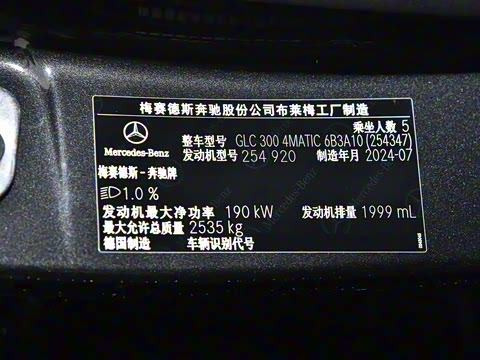 梅赛德斯奔驰股份公司布莱梅工厂制造
乘坐人数 5
整车型号 GLC 300 4MATIC 6B3A10 (254347)
Mercedes-Benz 发动机型号 254 920 制造年月 2024-07
梅赛德斯-奔驰牌
1.0 %
发动机最大净功率 190 kW 发动机排量 1999 mL
最大允许总质量 2535 kg
德国制造 车辆识别代号